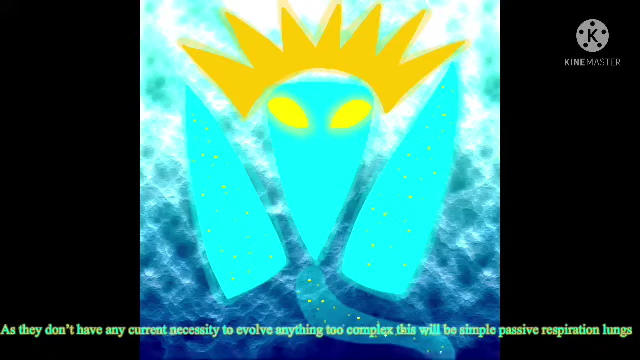 K
KINEMASTER
As they don't have any current necessity to evolve anything too complex this will be simple passive respiration lungs